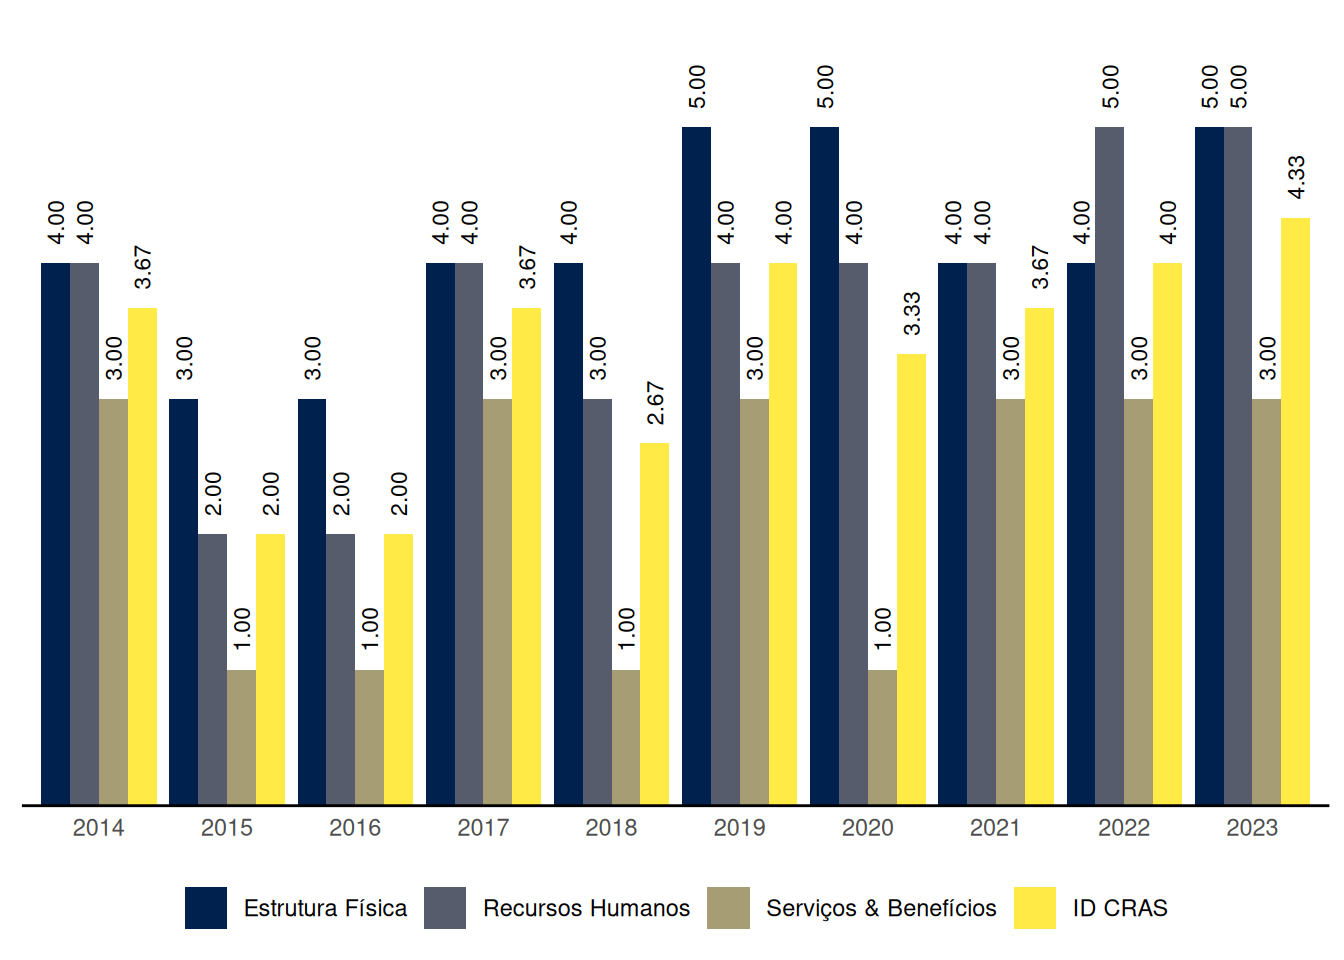 5.00 5.00 5.00 5.00 5.00
4.33
4.00 4.00 4.00 4.00 4.00 4.00 4.00 4.00 4.00 4.00 4.00 4.00
3.67 3.67 3.67
3.33
3.00 3.00 3.00 3.00 3.00 3.00 3.00 3.00 3.00
2.67
2.00 2.00 2.00 2.00
1.00 1.00 1.00 1.00
2014 2015 2016 2017 2018 2019 2020 2021 2022 2023
Estrutura Física Recursos Humanos Serviços & Benefícios ID CRAS